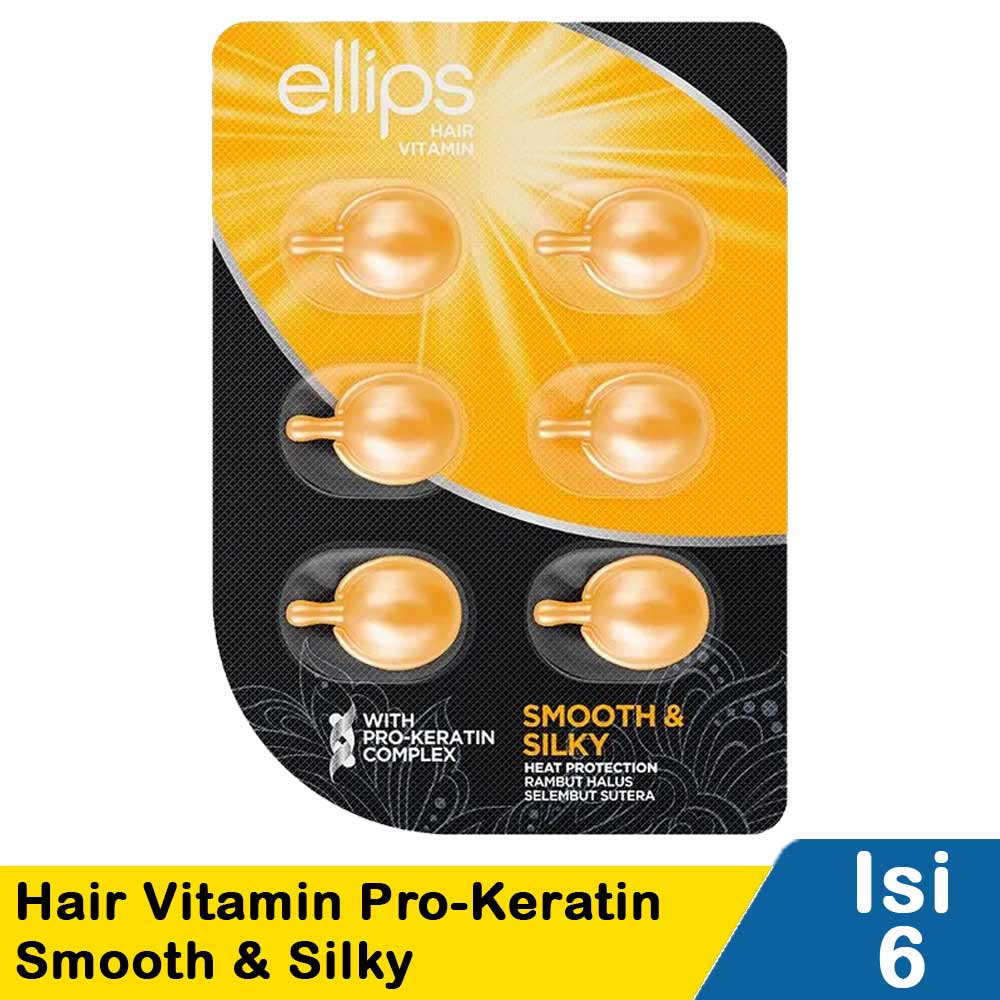 ellips
HAIR
VITAMIN
WITH
PRO-KERATIN
COMPLEX
SMOOTH &
SILKY
HEAT PROTECTION
RAMBUT HALUS
SELEMBUT SUTERA
Hair Vitamin Pro-Keratin
Smooth & Silky
Isi
6